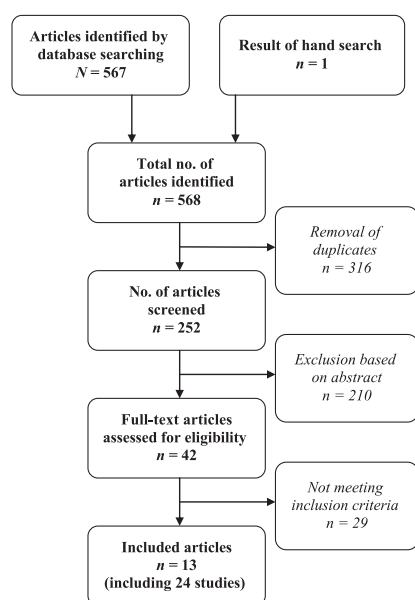 Articles identified by
database searching
N = 567
Result of hand search
n = 1
Total no. of
articles identified
n = 568
Removal of
duplicates
n = 316
No. of articles
screened
n = 252
Exclusion based
on abstract
n = 210
Full-text articles
assessed for eligibility
n = 42
Not meeting
inclusion criteria
n = 29
Included articles
n = 13
(including 24 studies)